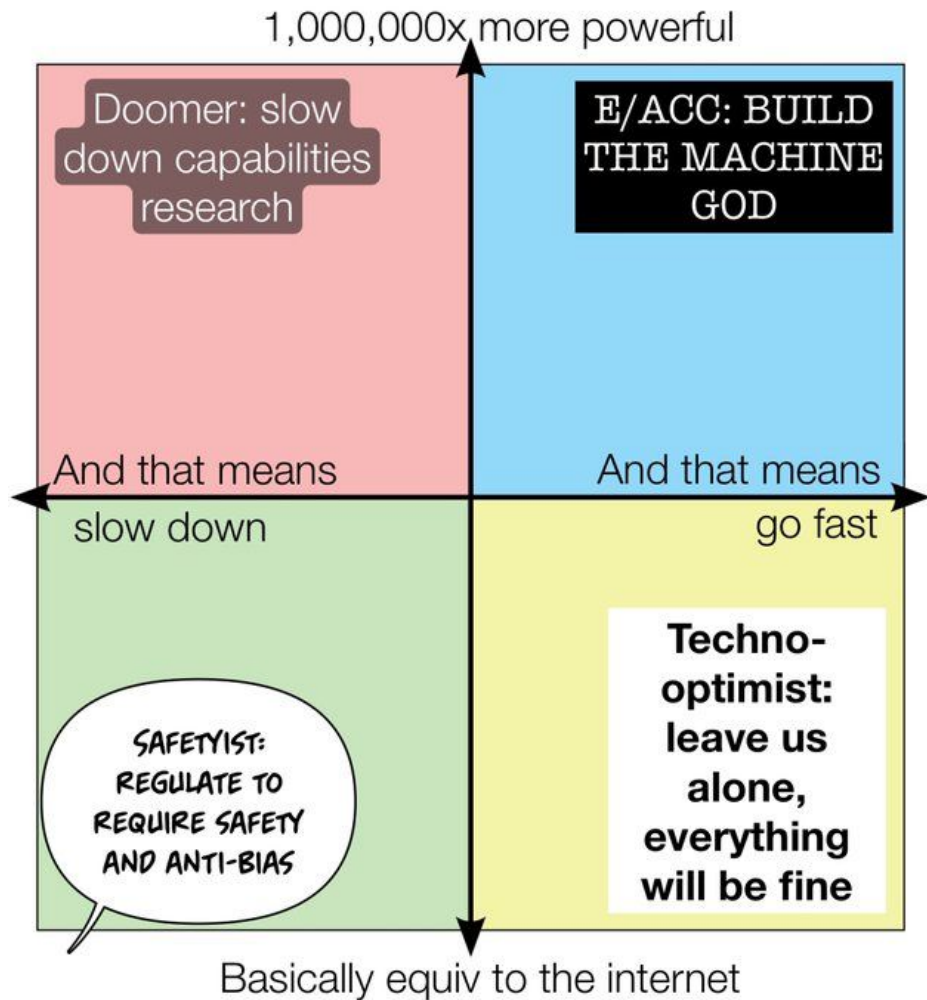 1,000,000x more powerful
Doomer: slow
down capabilities
research
E/ACC: BUILD
THE MACHINE
GOD
And that means
slow down
And that means
go fast
SAFETYIST:
REGULATE TO
REQUIRE SAFETY
AND ANTI-BIAS
Techno-
optimist:
leave us
alone,
everything
will be fine
Basically equiv to the internet